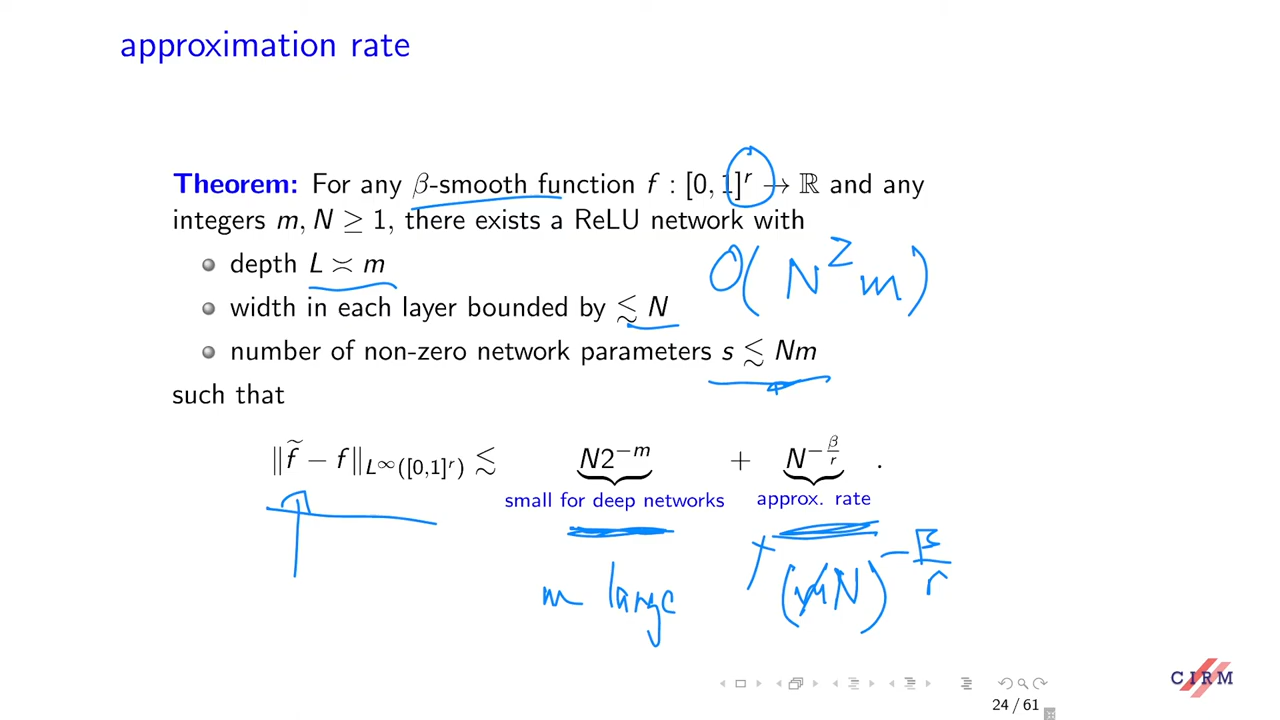 approximation rate
Theorem: For any β-smooth function f : [0, 1]^r → ℝ and any
integers m, N ≥ 1, there exists a ReLU network with
depth L ≍ m
O( N^2 m)
width in each layer bounded by ≲ N
number of non-zero network parameters s ≲ Nm
such that
‖f̃ − f‖_{L^∞([0,1]^r)} ≲ N2^{−m} + N^{−β/r} .
small for deep networks approx. rate
m large (mN)^{−β/r}
CIRM
24 / 61